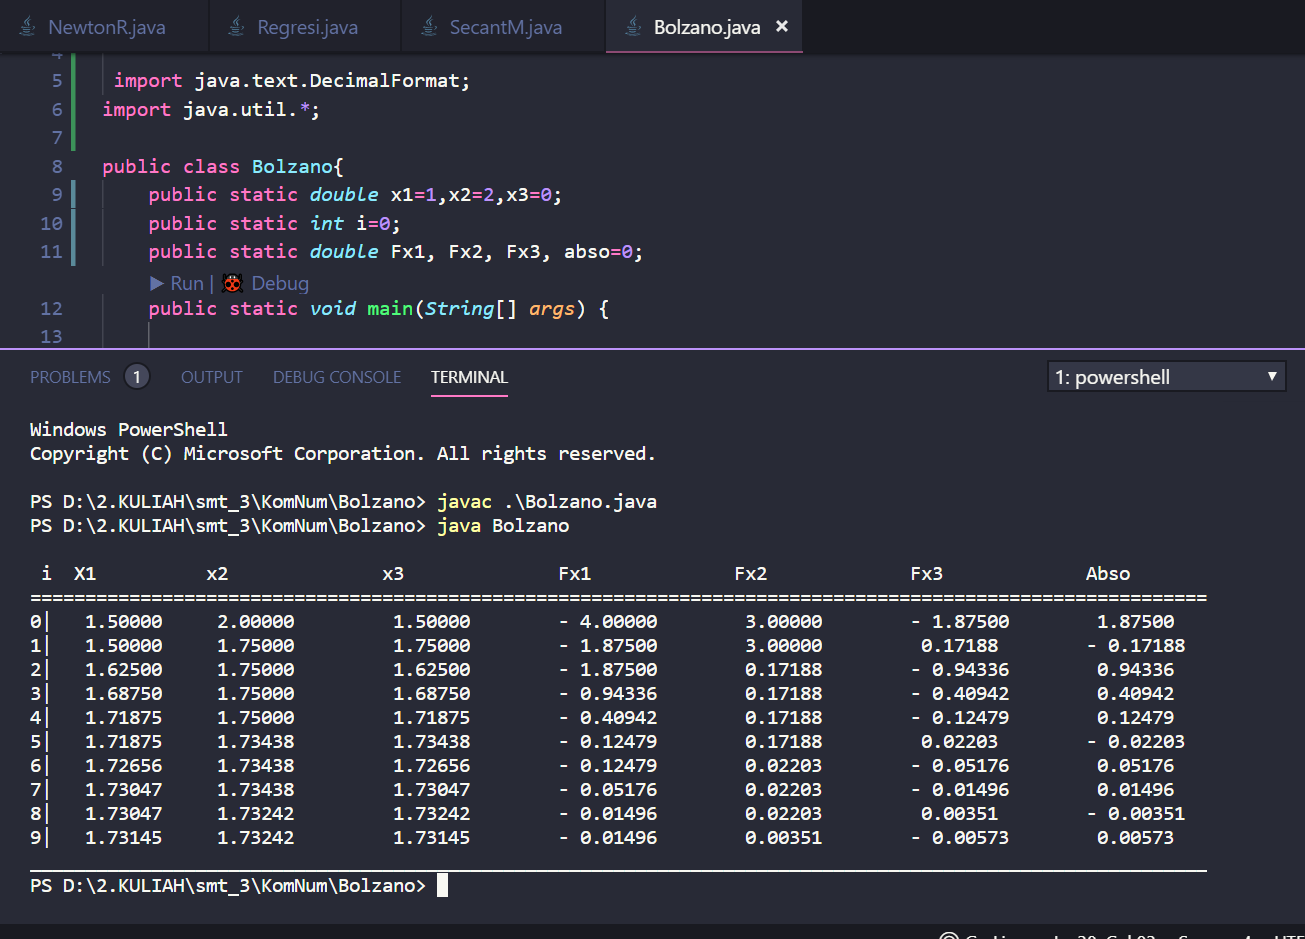 NewtonR.java Regresi.java SecantM.java Bolzano.java ×
4
5 import java.text.DecimalFormat;
6 import java.util.*;
7
8 public class Bolzano{
9 public static double x1=1,x2=2,x3=0;
10 public static int i=0;
11 public static double Fx1, Fx2, Fx3, abso=0;
Run | Debug
12 public static void main(String[] args) {
13
PROBLEMS 1 OUTPUT DEBUG CONSOLE TERMINAL 1: powershell
Windows PowerShell
Copyright (C) Microsoft Corporation. All rights reserved.
PS D:\2.KULIAH\smt_3\KomNum\Bolzano> javac .\Bolzano.java
PS D:\2.KULIAH\smt_3\KomNum\Bolzano> java Bolzano
i X1 x2 x3 Fx1 Fx2 Fx3 Abso
===========================================================================================================
0| 1.50000 2.00000 1.50000 - 4.00000 3.00000 - 1.87500 1.87500
1| 1.50000 1.75000 1.75000 - 1.87500 3.00000 0.17188 - 0.17188
2| 1.62500 1.75000 1.62500 - 1.87500 0.17188 - 0.94336 0.94336
3| 1.68750 1.75000 1.68750 - 0.94336 0.17188 - 0.40942 0.40942
4| 1.71875 1.75000 1.71875 - 0.40942 0.17188 - 0.12479 0.12479
5| 1.71875 1.73438 1.73438 - 0.12479 0.17188 0.02203 - 0.02203
6| 1.72656 1.73438 1.72656 - 0.12479 0.02203 - 0.05176 0.05176
7| 1.73047 1.73438 1.73047 - 0.05176 0.02203 - 0.01496 0.01496
8| 1.73047 1.73242 1.73242 - 0.01496 0.02203 0.00351 - 0.00351
9| 1.73145 1.73242 1.73145 - 0.01496 0.00351 - 0.00573 0.00573
PS D:\2.KULIAH\smt_3\KomNum\Bolzano>